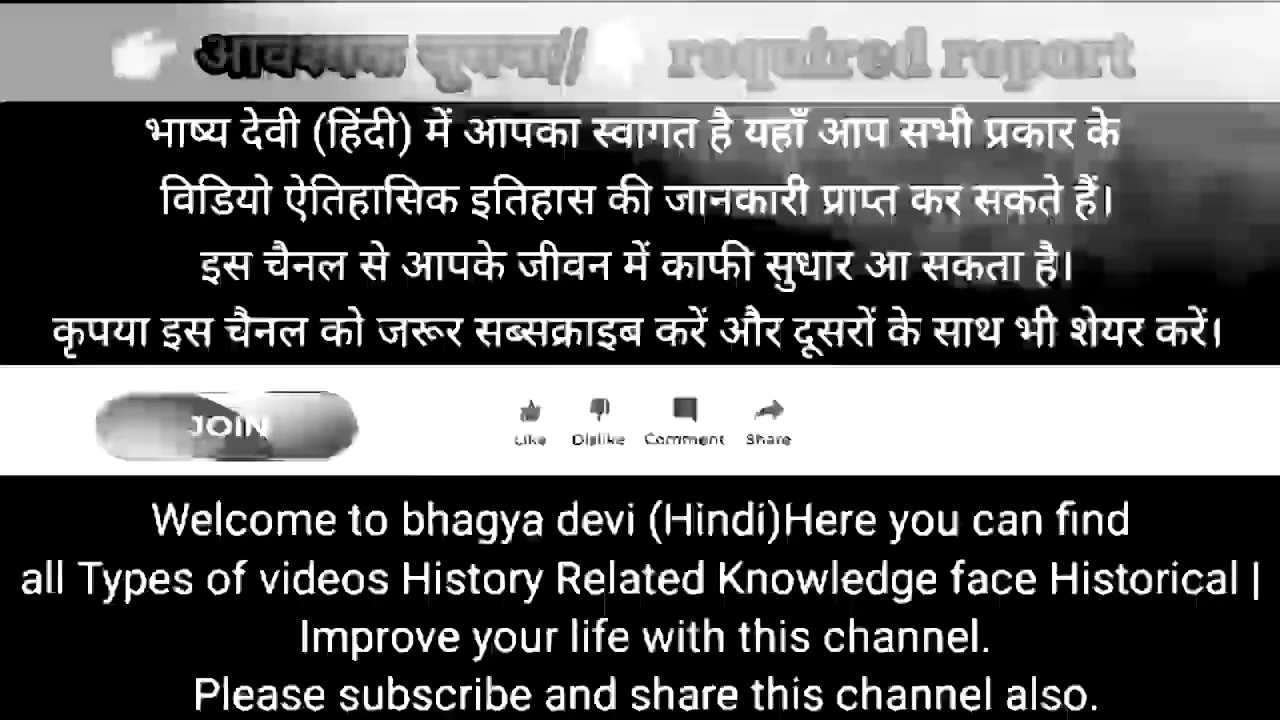 आवश्यक सूचना// required report
भाष्य देवी (हिंदी) में आपका स्वागत है यहाँ आप सभी प्रकार के
विडियो ऐतिहासिक इतिहास की जानकारी प्राप्त कर सकते हैं।
इस चैनल से आपके जीवन में काफी सुधार आ सकता है।
कृपया इस चैनल को जरूर सब्सक्राइब करें और दूसरों के साथ भी शेयर करें।
JOIN
Like Dislike Comment Share
Welcome to bhagya devi (Hindi)Here you can find
all Types of videos History Related Knowledge face Historical |
Improve your life with this channel.
Please subscribe and share this channel also.